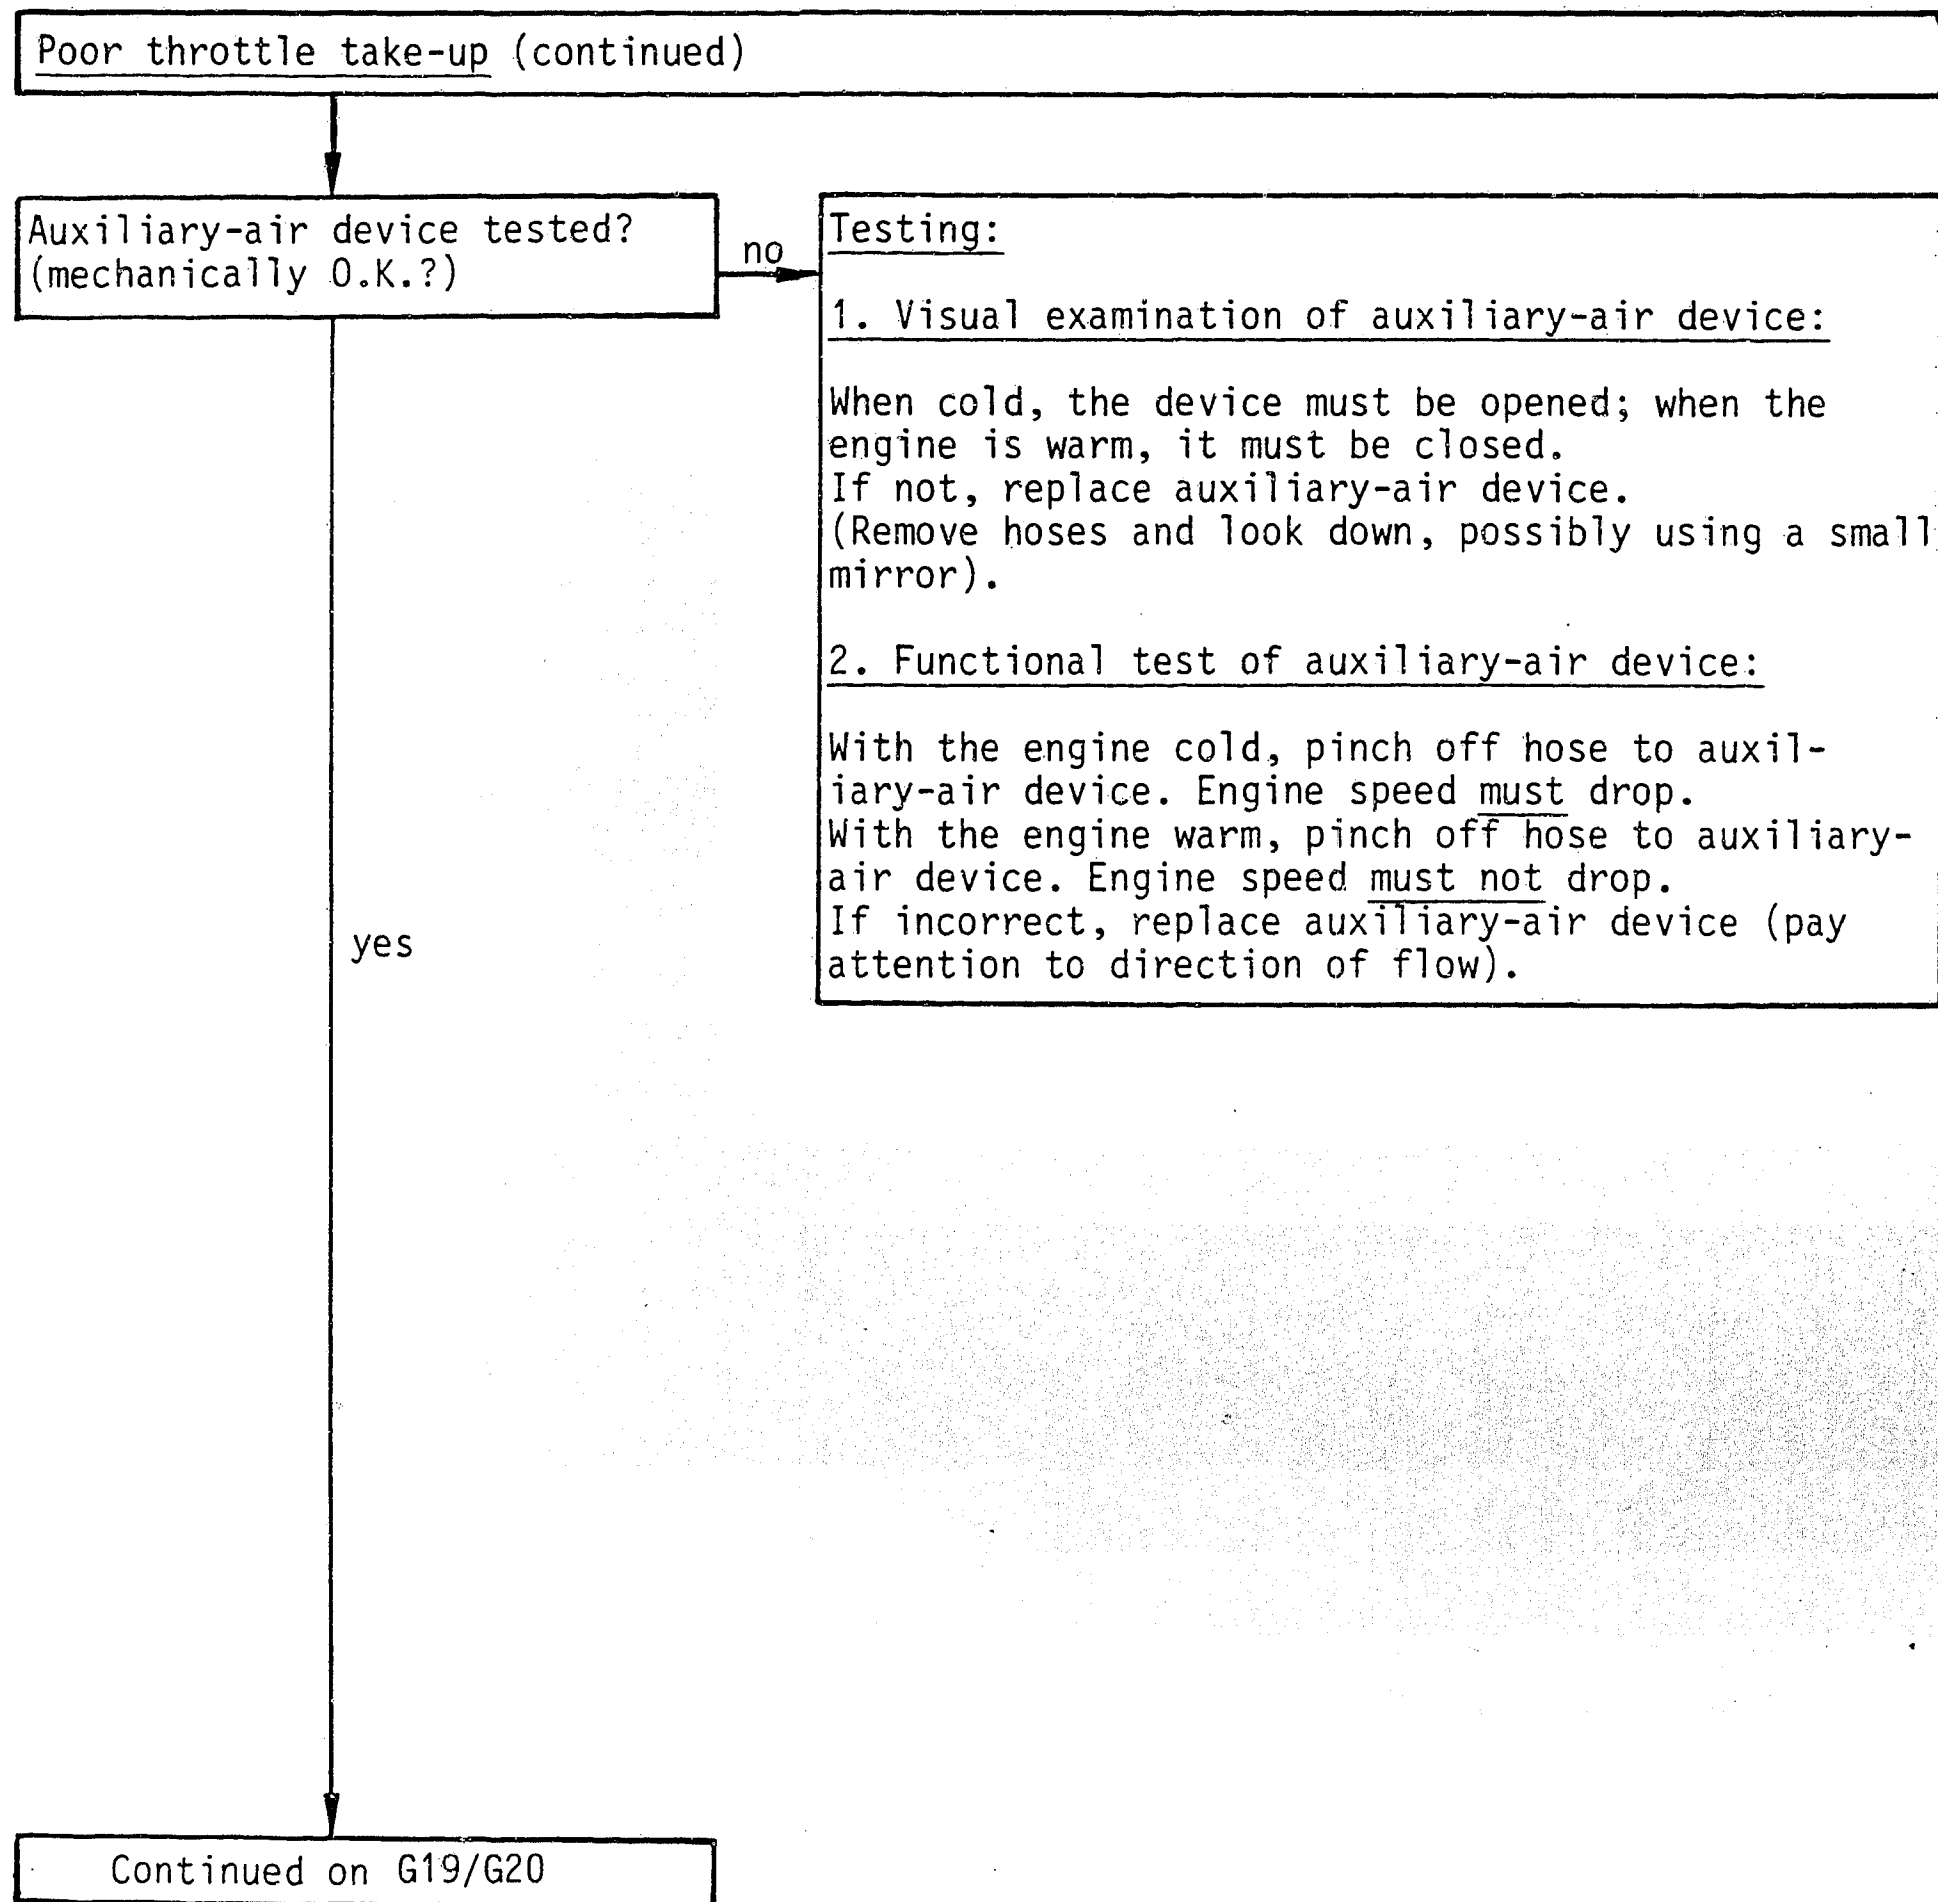 Poor throttle take-up (continued)
Auxiliary-air device tested?
(mechanically O.K.?)
no
Testing:
1. Visual examination of auxiliary-air device:
When cold, the device must be opened; when the
engine is warm, it must be closed.
If not, replace auxiliary-air device.
(Remove hoses and look down, possibly using a small
mirror).
2. Functional test of auxiliary-air device:
With the engine cold, pinch off hose to auxil-
iary-air device. Engine speed must drop.
With the engine warm, pinch off hose to auxiliary-
air device. Engine speed must not drop.
If incorrect, replace auxiliary-air device (pay
attention to direction of flow).
yes
Continued on G19/G20